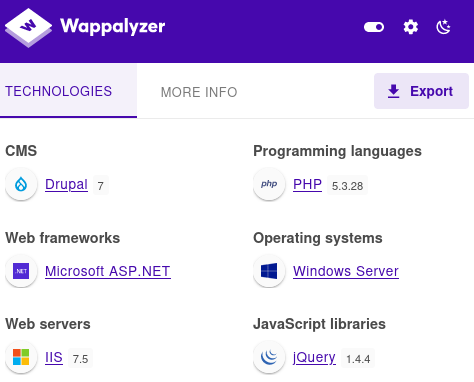 Wappalyzer
TECHNOLOGIES
MORE INFO
Export
CMS
Drupal 7
Programming languages
php PHP 5.3.28
Web frameworks
.NET Microsoft ASP.NET
Operating systems
Windows Server
Web servers
IIS 7.5
JavaScript libraries
jQuery 1.4.4